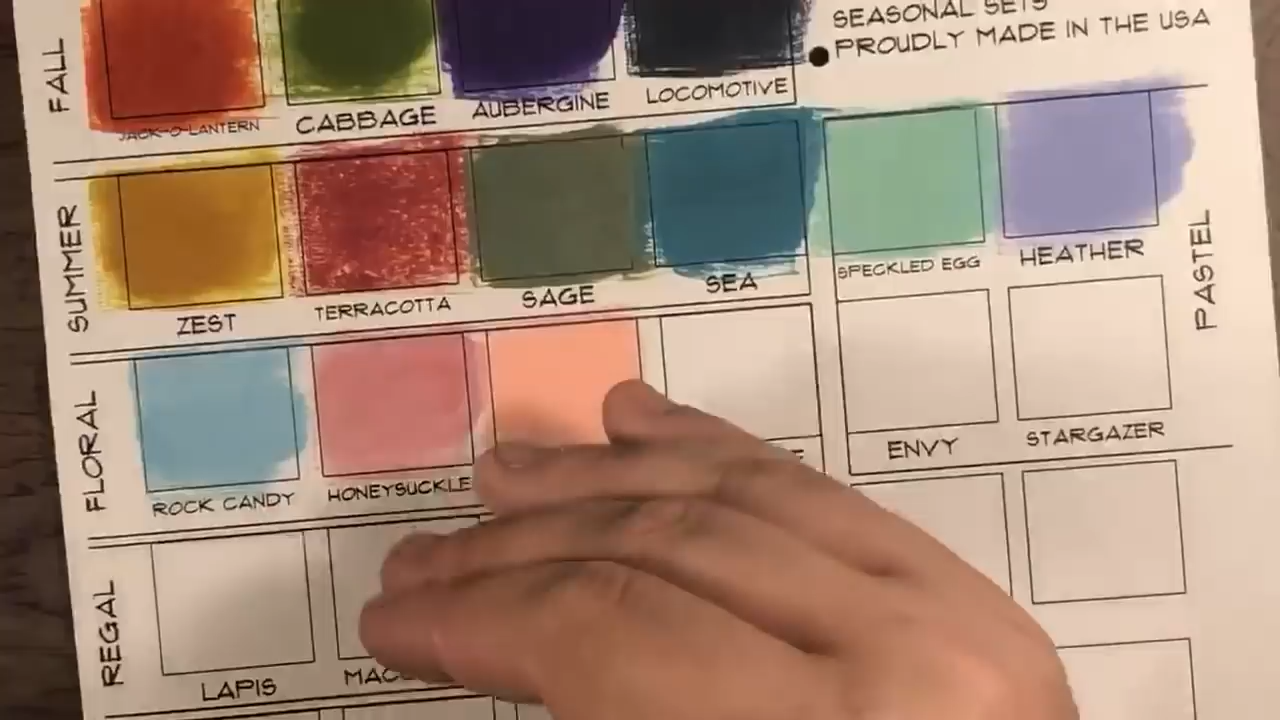 SEASONAL SETS
PROUDLY MADE IN THE USA
FALL
JACK-O-LANTERN
CABBAGE
AUBERGINE
LOCOMOTIVE
SUMMER
ZEST
TERRACOTTA
SAGE
SEA
SPECKLED EGG
HEATHER
PASTEL
FLORAL
ROCK CANDY
HONEYSUCKLE
ENVY
STARGAZER
REGAL
LAPIS